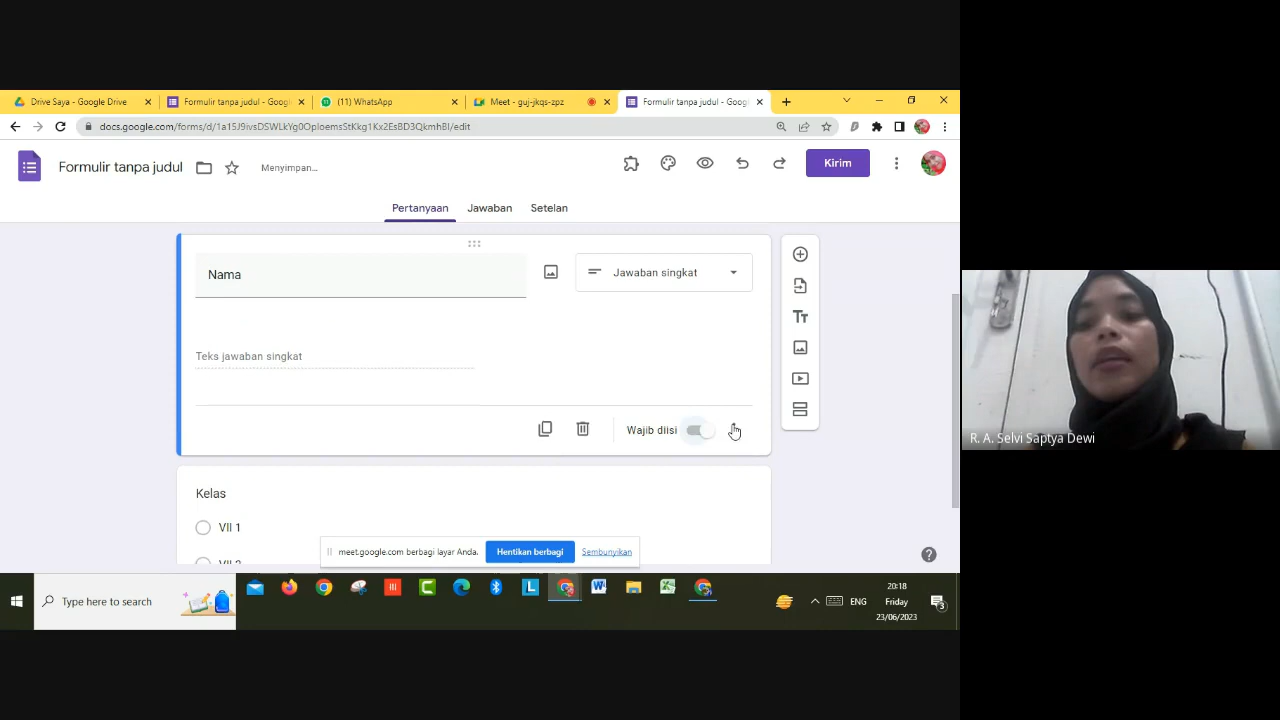 Drive Saya - Google Drive
Formulir tanpa judul - Googl
(11) WhatsApp
Meet - guj-jkqs-zpz
Formulir tanpa judul - Googl
docs.google.com/forms/d/1a15J9ivsDSWLkYg0OploemsStKkg1Kx2EsBD3QkmhBI/edit
Formulir tanpa judul
Menyimpan...
Kirim
Pertanyaan
Jawaban
Setelan
Nama
Jawaban singkat
Teks jawaban singkat
Wajib diisi
Kelas
VII 1
VII 2
meet.google.com berbagi layar Anda.
Hentikan berbagi
Sembunyikan
Type here to search
ENG
20:18
Friday
23/06/2023
3
R. A. Selvi Saptya Dewi